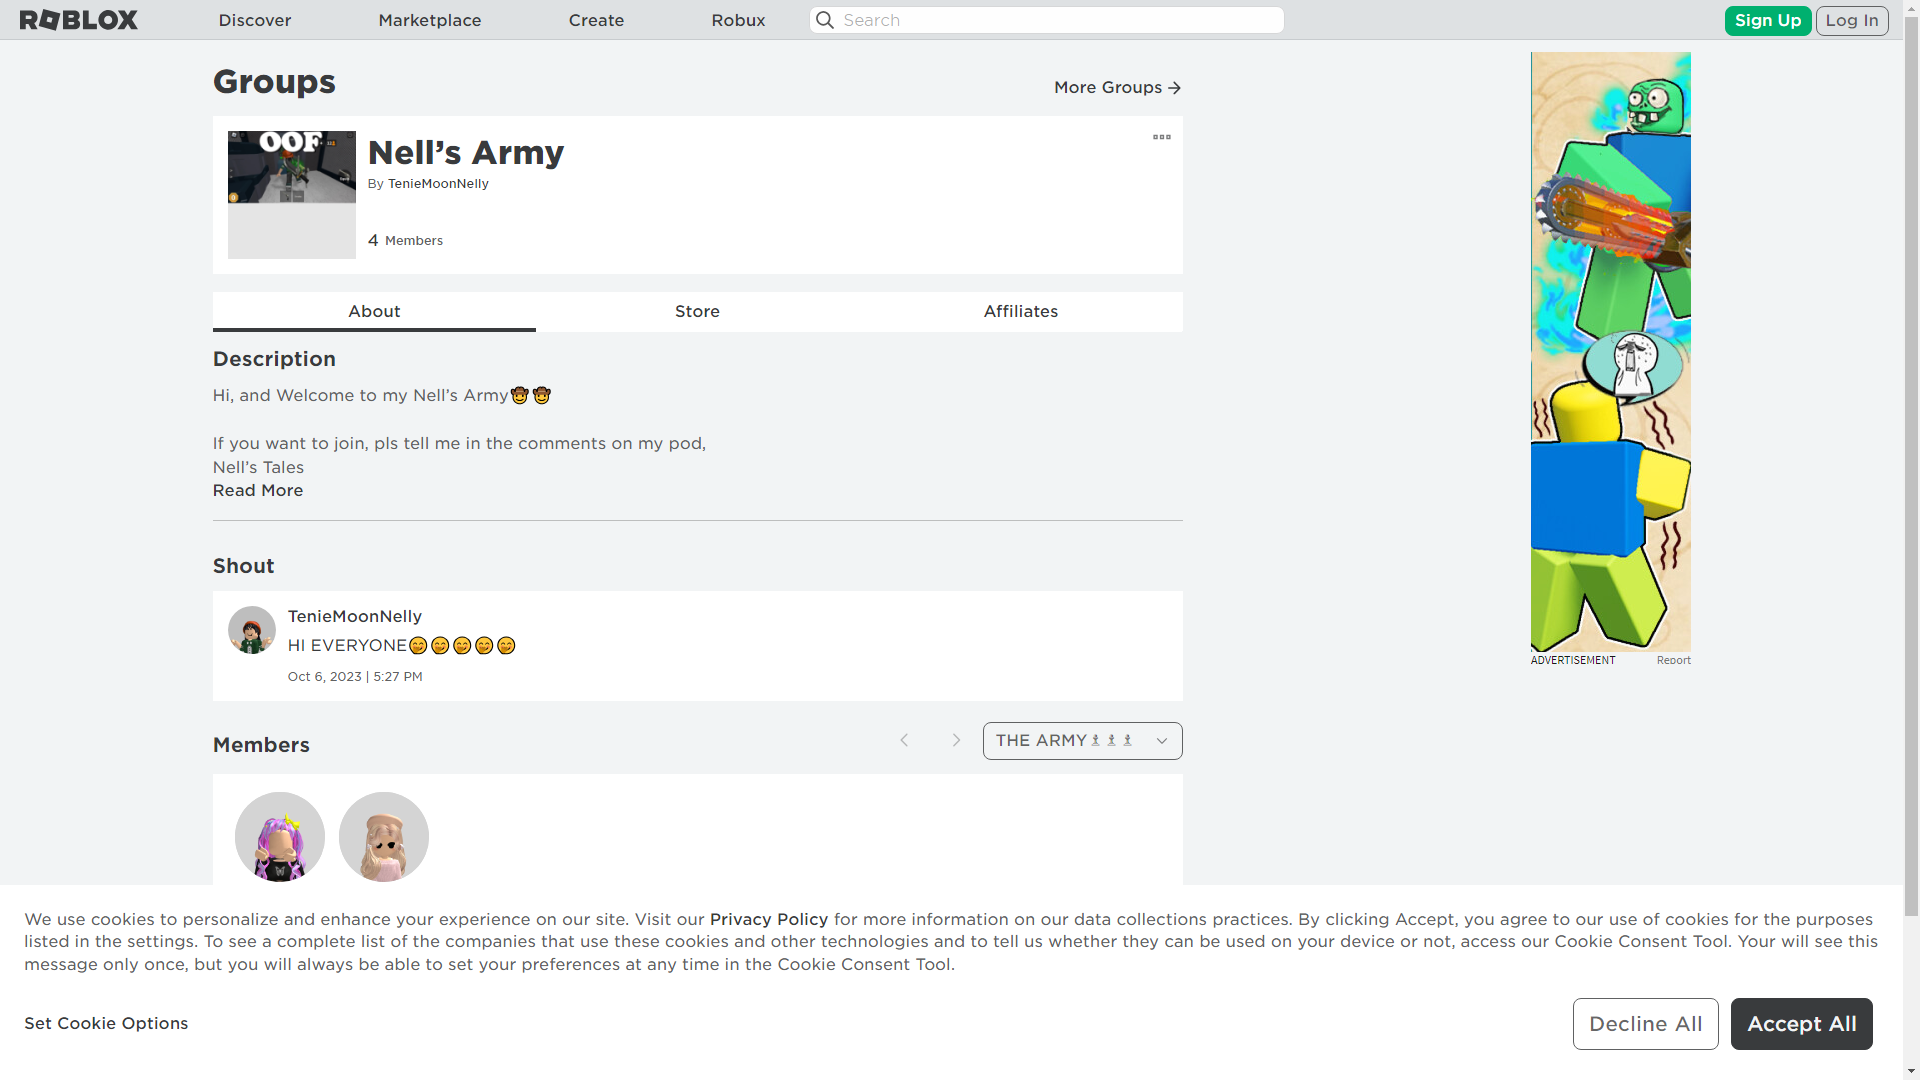 ROBLOX
Discover
Marketplace
Create
Robux
Search
Sign Up
Log In
Groups
More Groups
OOF
Nell’s Army
By TenieMoonNelly
4 Members
About
Store
Affiliates
Description
Hi, and Welcome to my Nell’s Army🤠🤠
If you want to join, pls tell me in the comments on my pod,
Nell’s Tales
Read More
Shout
TenieMoonNelly
HI EVERYONE🤭🤭🤭🤭🤭
Oct 6, 2023 | 5:27 PM
ADVERTISEMENT
Report
Members
THE ARMY
We use cookies to personalize and enhance your experience on our site. Visit our Privacy Policy for more information on our data collections practices. By clicking Accept, you agree to our use of cookies for the purposes
listed in the settings. To see a complete list of the companies that use these cookies and other technologies and to tell us whether they can be used on your device or not, access our Cookie Consent Tool. Your will see this
message only once, but you will always be able to set your preferences at any time in the Cookie Consent Tool.
Set Cookie Options
Decline All
Accept All